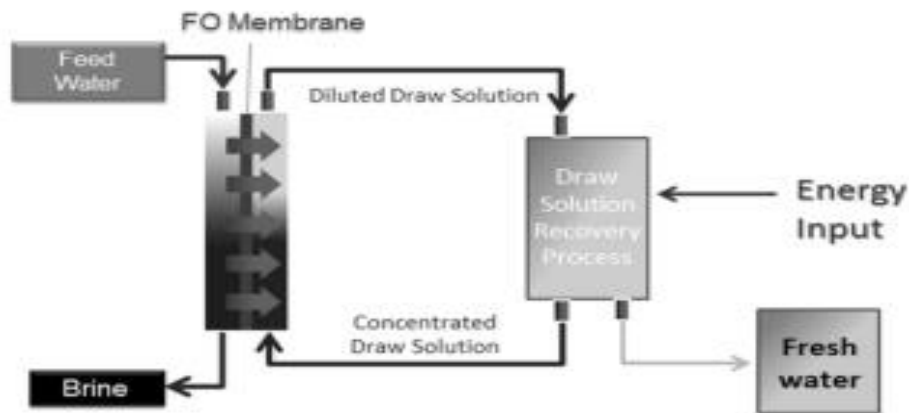 FO Membrane
Feed
Water
Diluted Draw Solution
Draw
Solution
Recovery
Process
Energy
Input
Concentrated
Draw Solution
Fresh
water
Brine